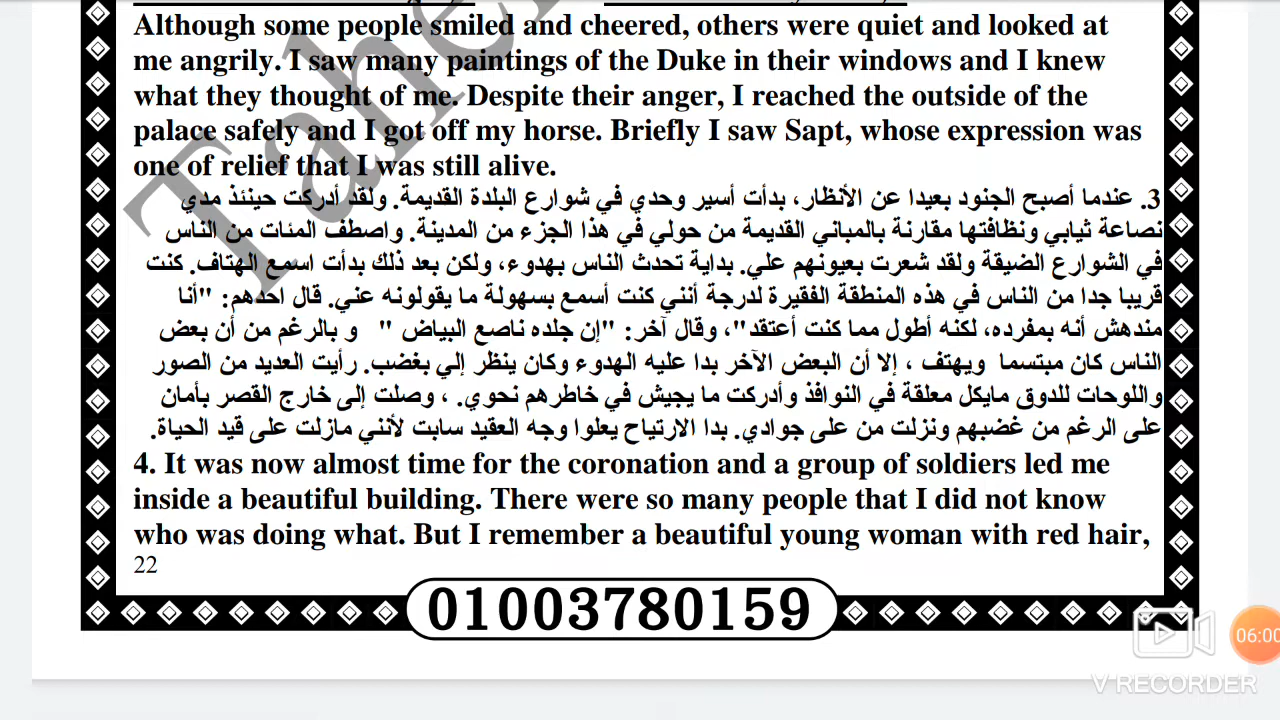 Although some people smiled and cheered, others were quiet and looked at
me angrily. I saw many paintings of the Duke in their windows and I knew
what they thought of me. Despite their anger, I reached the outside of the
palace safely and I got off my horse. Briefly I saw Sapt, whose expression was
one of relief that I was still alive.
3. عندما أصبح الجنود بعيدا عن الأنظار، بدأت أسير وحدي في شوارع البلدة القديمة. ولقد أدركت حينئذ مدي
نصاعة ثيابي ونظافتها مقارنة بالمباني القديمة من حولي في هذا الجزء من المدينة. واصطف المئات من الناس
في الشوارع الضيقة ولقد شعرت بعيونهم علي. بداية تحدث الناس بهدوء، ولكن بعد ذلك بدأت اسمع الهتاف. كنت
قريبا جدا من الناس في هذه المنطقة الفقيرة لدرجة أنني كنت أسمع بسهولة ما يقولونه عني. قال احدهم: "أنا
مندهش أنه بمفرده، لكنه أطول مما كنت أعتقد"، وقال آخر: "إن جلده ناصع البياض " و بالرغم من أن بعض
الناس كان مبتسما ويهتف ، إلا أن البعض الآخر بدا عليه الهدوء وكان ينظر إلي بغضب. رأيت العديد من الصور
واللوحات للدوق مايكل معلقة في النوافذ وأدركت ما يجيش في خاطرهم نحوي. ، وصلت إلى خارج القصر بأمان
على الرغم من غضبهم ونزلت من على جوادي. بدا الارتياح يعلوا وجه العقيد سابت لأنني مازلت على قيد الحياة.
4. It was now almost time for the coronation and a group of soldiers led me
inside a beautiful building. There were so many people that I did not know
who was doing what. But I remember a beautiful young woman with red hair,
22
01003780159
06:00
V RECORDER